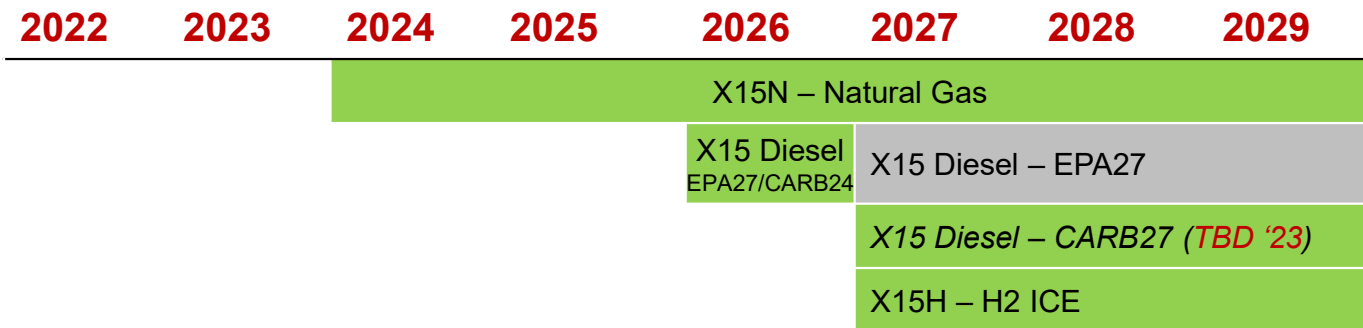 2022 2023 2024 2025 2026 2027 2028 2029
X15N – Natural Gas
X15 Diesel
EPA27/CARB24
X15 Diesel – EPA27
X15 Diesel – CARB27 (TBD ‘23)
X15H – H2 ICE